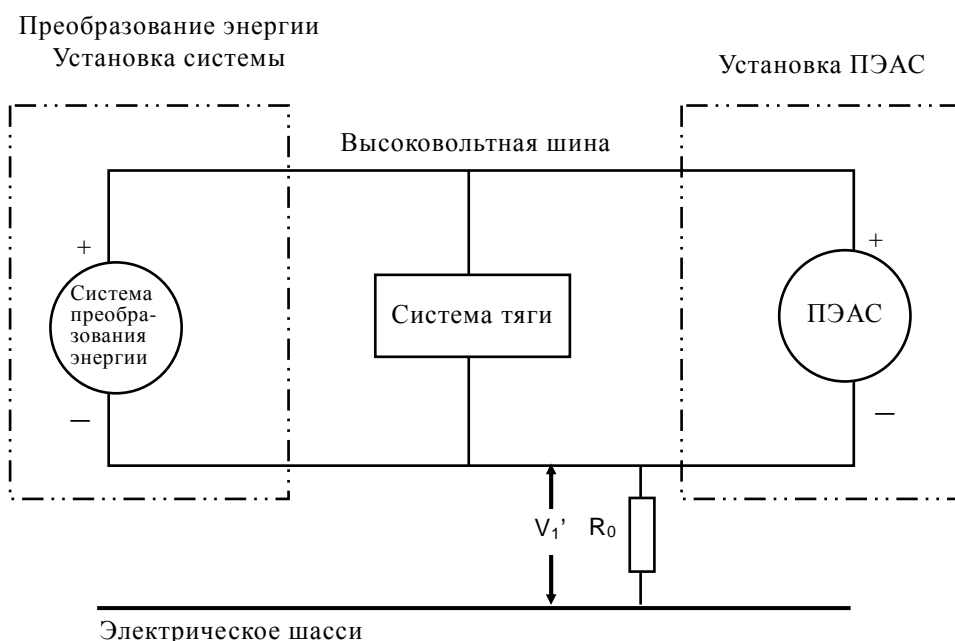 Преобразование энергии
Установка системы
Установка ПЭАС
Высоковольтная шина
+
+
Система
преобра-
зования
энергии
Система тяги
ПЭАС
–
–
V₁’
R₀
Электрическое шасси